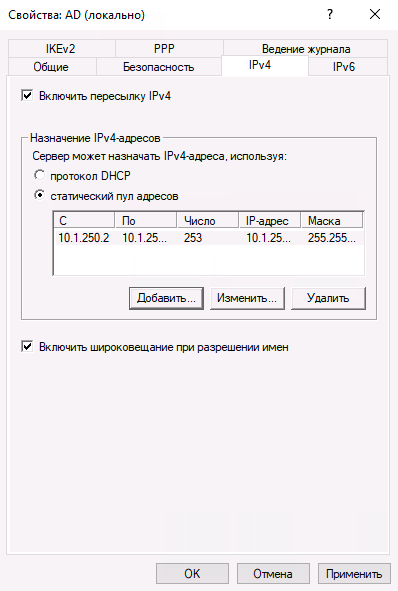 Свойства: AD (локально) ?
IKEv2 PPP Ведение журнала
Общие Безопасность IPv4 IPv6
Включить пересылку IPv4
Назначение IPv4-адресов
Сервер может назначать IPv4-адреса, используя:
протокол DHCP
статический пул адресов
С По Число IP-адрес Маска
10.1.250.2 10.1.25... 253 10.1.25... 255.255...
Добавить... Изменить... Удалить
Включить широковещание при разрешении имен
OK Отмена Применить